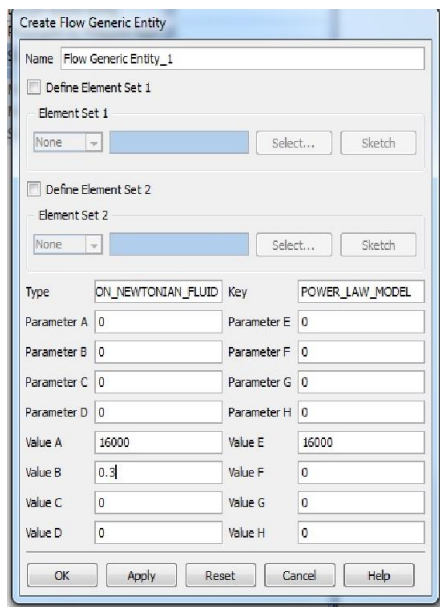 Create Flow Generic Entity
Name Flow Generic Entity_1
Define Element Set 1
Element Set 1
None Select... Sketch
Define Element Set 2
Element Set 2
None Select... Sketch
Type ON_NEWTONIAN_FLUID Key POWER_LAW_MODEL
Parameter A 0 Parameter E 0
Parameter B 0 Parameter F 0
Parameter C 0 Parameter G 0
Parameter D 0 Parameter H 0
Value A 16000 Value E 16000
Value B 0.3 Value F 0
Value C 0 Value G 0
Value D 0 Value H 0
OK Apply Reset Cancel Help